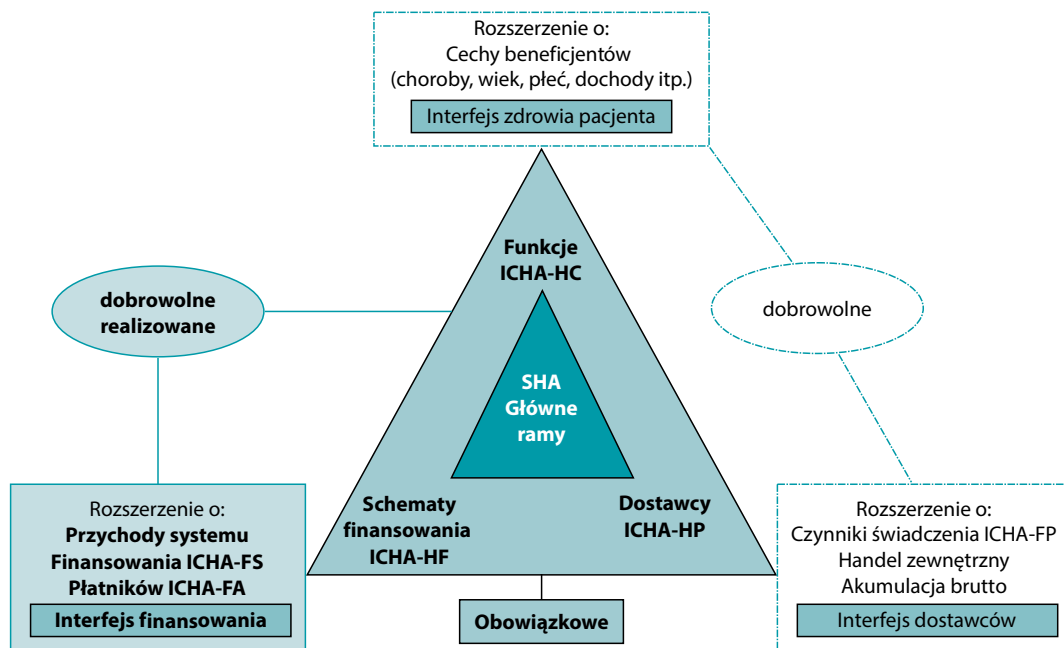 Rozszerzenie o:
Cechy beneficjentów
(choroby, wiek, płeć, dochody itp.)
Interfejs zdrowia pacjenta
Funkcje
ICHA-HC
dobrowolne
realizowane
dobrowolne
SHA
Główne
ramy
Schematy
finansowania
ICHA-HF
Dostawcy
ICHA-HP
Rozszerzenie o:
Przychody systemu
Finansowania ICHA-FS
Płatników ICHA-FA
Interfejs finansowania
Obowiązkowe
Rozszerzenie o:
Czynniki świadczenia ICHA-FP
Handel zewnętrzny
Akumulacja brutto
Interfejs dostawców